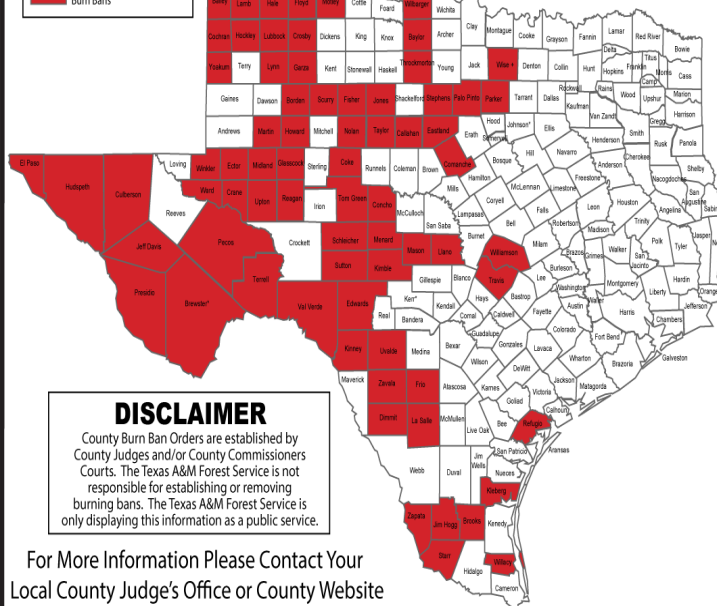 Burn Bans
Lamb Hale Floyd Motley Cottle Foard Wilbarger Wichita
Cochran Hockley Lubbock Crosby Dickens King Knox Baylor Archer Clay Montague Cooke Grayson Fannin Lamar Red River Bowie
Yoakum Terry Lynn Garza Kent Stonewall Haskell Throckmorton Young Jack Wise + Denton Collin Hunt Delta Hopkins Franklin Titus Camp Morris Cass
Gaines Dawson Borden Scurry Fisher Jones Shackelford Stephens Palo Pinto Parker Tarrant Dallas Rockwall Kaufman Rains Wood Upshur Marion
Andrews Martin Howard Mitchell Nolan Taylor Callahan Eastland Erath Hood Somervell Johnson* Ellis Van Zandt Henderson Smith Gregg Harrison Rusk Panola
El Paso Hudspeth Culberson Loving Winkler Ector Midland Glasscock Sterling Coke Runnels Coleman Brown Comanche Hamilton Bosque Hill Navarro Freestone Anderson Cherokee Nacogdoches Shelby
Reeves Ward Crane Upton Reagan Irion Tom Green Concho McCulloch San Saba Mills Lampasas Coryell McLennan Limestone Falls Leon Houston Angelina San Augustine
Jeff Davis Pecos Crockett Schleicher Menard Mason Llano Burnet Bell Williamson Milam Robertson Brazos Madison Grimes Walker Trinity San Jacinto Polk Tyler Jasper
Presidio Brewster* Terrell Sutton Kimble Gillespie Blanco Travis Lee Burleson Washington Montgomery Liberty Hardin Orange
Val Verde Edwards Real Kerr* Bandera Kendall Comal Hays Caldwell Bastrop Fayette Austin Waller Harris Chambers Jefferson
Kinney Uvalde Medina Bexar Guadalupe Gonzales Lavaca Colorado Wharton Fort Bend Brazoria Galveston
Maverick Zavala Frio Atascosa Wilson Karnes DeWitt Victoria Jackson Matagorda
Dimmit La Salle McMullen Live Oak Bee Goliad Refugio Calhoun Aransas
Webb Duval Jim Wells San Patricio Nueces Kleberg
Zapata Jim Hogg Brooks Kenedy
Starr Hidalgo Willacy Cameron
DISCLAIMER
County Burn Ban Orders are established by
County Judges and/or County Commissioners
Courts. The Texas A&M Forest Service is not
responsible for establishing or removing
burning bans. The Texas A&M Forest Service is
only displaying this information as a public service.
For More Information Please Contact Your
Local County Judge's Office or County Website